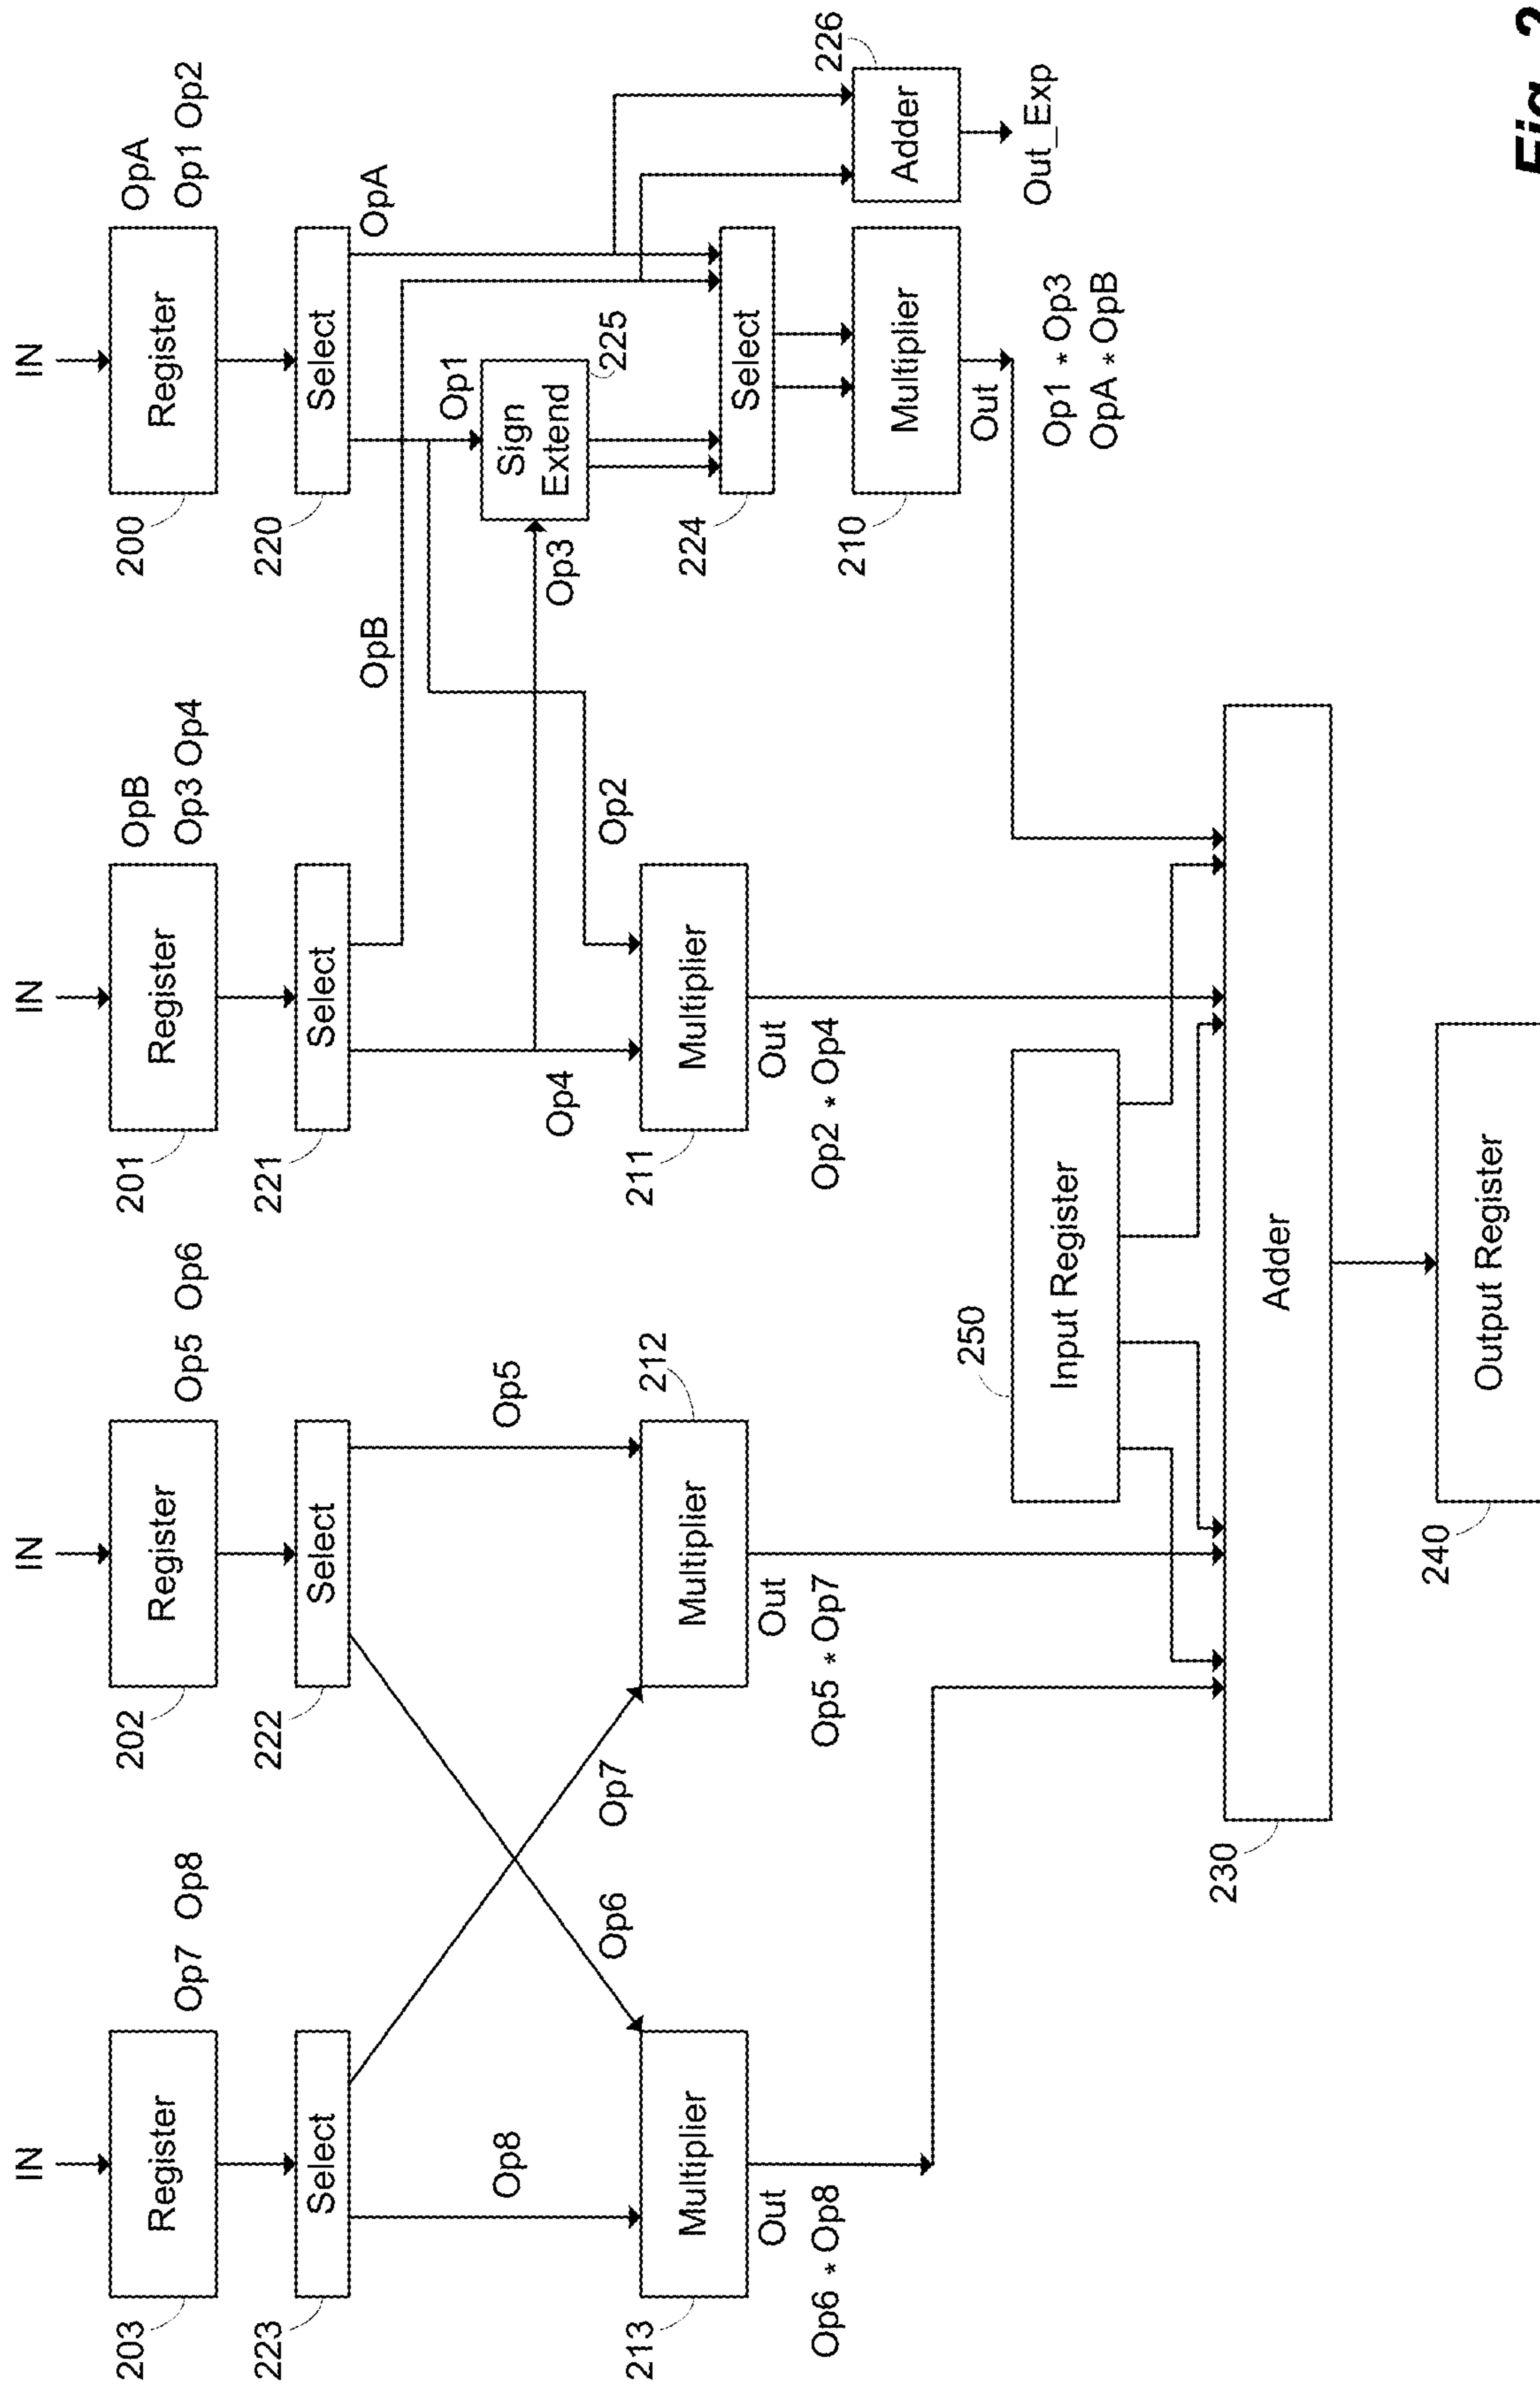 IN
IN
IN
IN
Op7 Op8
Op5 Op6
OpB
Op3 Op4
OpA
Op1 Op2
203
Register
202
Register
201
Register
200
Register
223
Select
222
Select
221
Select
220
Select
OpB
OpA
Op8
Op5
Op1
Op4
Op3
Sign
Extend
225
Op6
Op7
Op2
213
Multiplier
212
Multiplier
211
Multiplier
224
Select
Out
Op6 * Op8
Out
Op5 * Op7
Out
Op2 * Op4
210
Multiplier
226
Adder
Out
Out_Exp
Op1 * Op3
OpA * OpB
250
Input Register
230
Adder
240
Output Register
Fig. 2